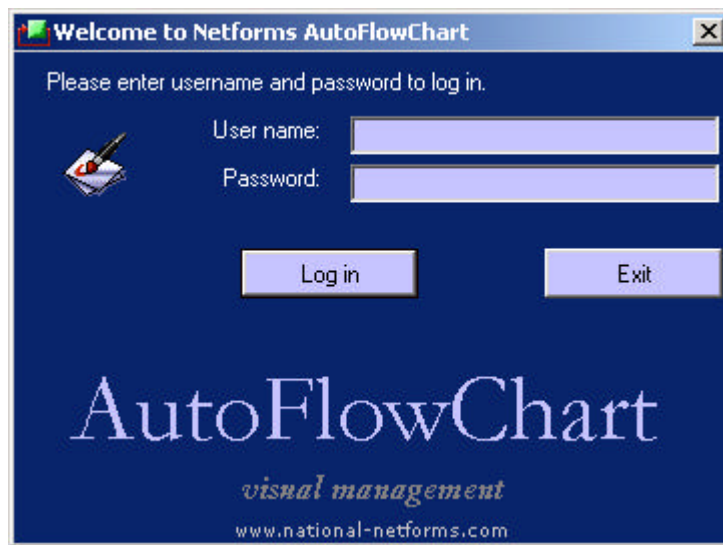 Welcome to Netforms AutoFlowChart
Please enter username and password to log in.
User name:
Password:
Log in Exit
AutoFlowChart
visual management
www.national-netforms.com